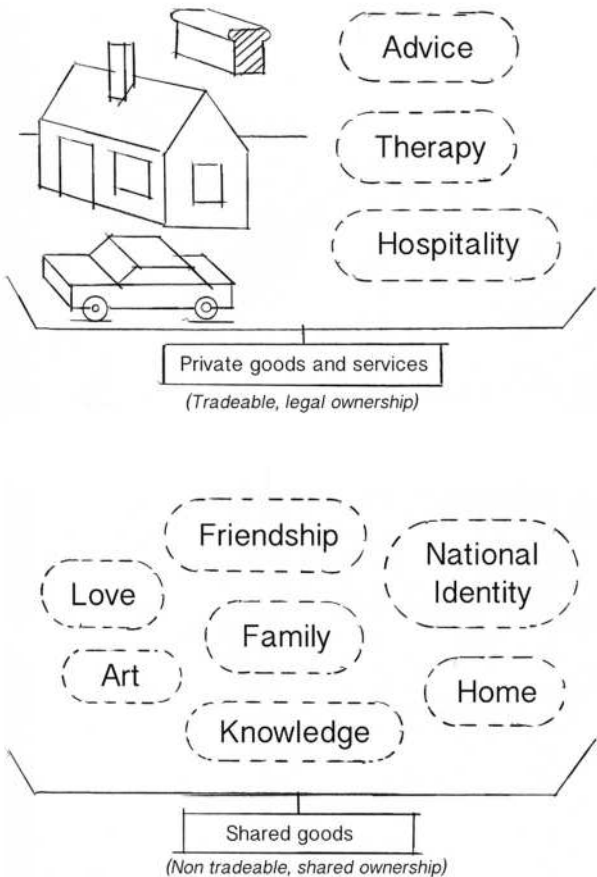 Advice
Therapy
Hospitality
Private goods and services
(Tradeable, legal ownership)
Friendship
National
Identity
Love
Family
Art
Home
Knowledge
Shared goods
(Non tradeable, shared ownership)